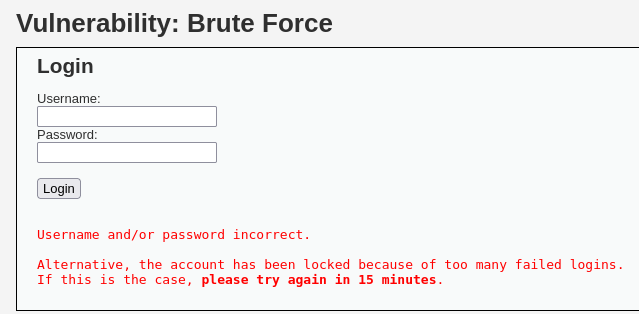 Vulnerability: Brute Force
Login
Username:
Password:
Login
Username and/or password incorrect.
Alternative, the account has been locked because of too many failed logins.
If this is the case, please try again in 15 minutes.